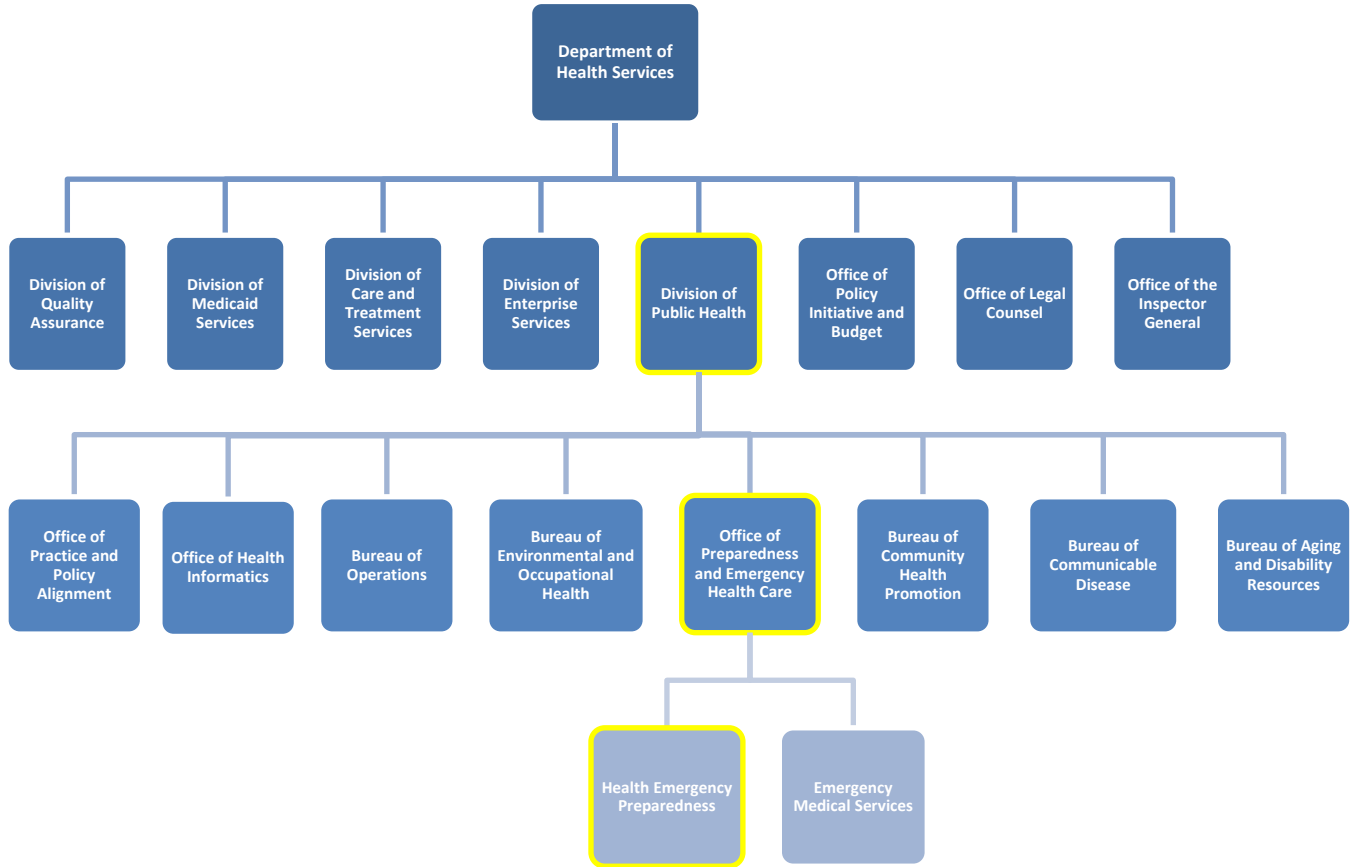 Department of
Health Services
Division of
Quality
Assurance
Division of
Medicaid
Services
Division of
Care and
Treatment
Services
Division of
Enterprise
Services
Division of
Public Health
Office of
Policy
Initiative and
Budget
Office of Legal
Counsel
Office of the
Inspector
General
Office of
Practice and
Policy
Alignment
Office of Health
Informatics
Bureau of
Operations
Bureau of
Environmental and
Occupational
Health
Office of
Preparedness
and Emergency
Health Care
Bureau of
Community
Health
Promotion
Bureau of
Communicable
Disease
Bureau of Aging
and Disability
Resources
Health Emergency
Preparedness
Emergency
Medical Services